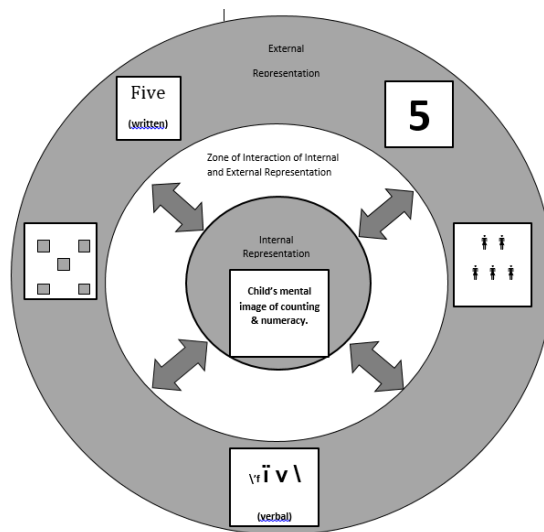 External
Representation
Five
(written)
5
Zone of Interaction of Internal
and External Representation
Internal
Representation
Child's mental
image of counting
& numeracy.
\'f ï v \
(verbal)